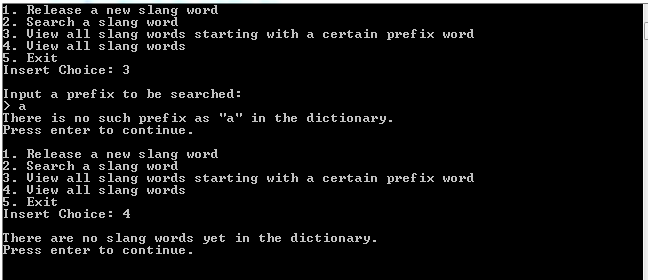 1. Release a new slang word
2. Search a slang word
3. View all slang words starting with a certain prefix word
4. View all slang words
5. Exit
Insert Choice: 3
Input a prefix to be searched:
> a
There is no such prefix as "a" in the dictionary.
Press enter to continue.
1. Release a new slang word
2. Search a slang word
3. View all slang words starting with a certain prefix word
4. View all slang words
5. Exit
Insert Choice: 4
There are no slang words yet in the dictionary.
Press enter to continue.